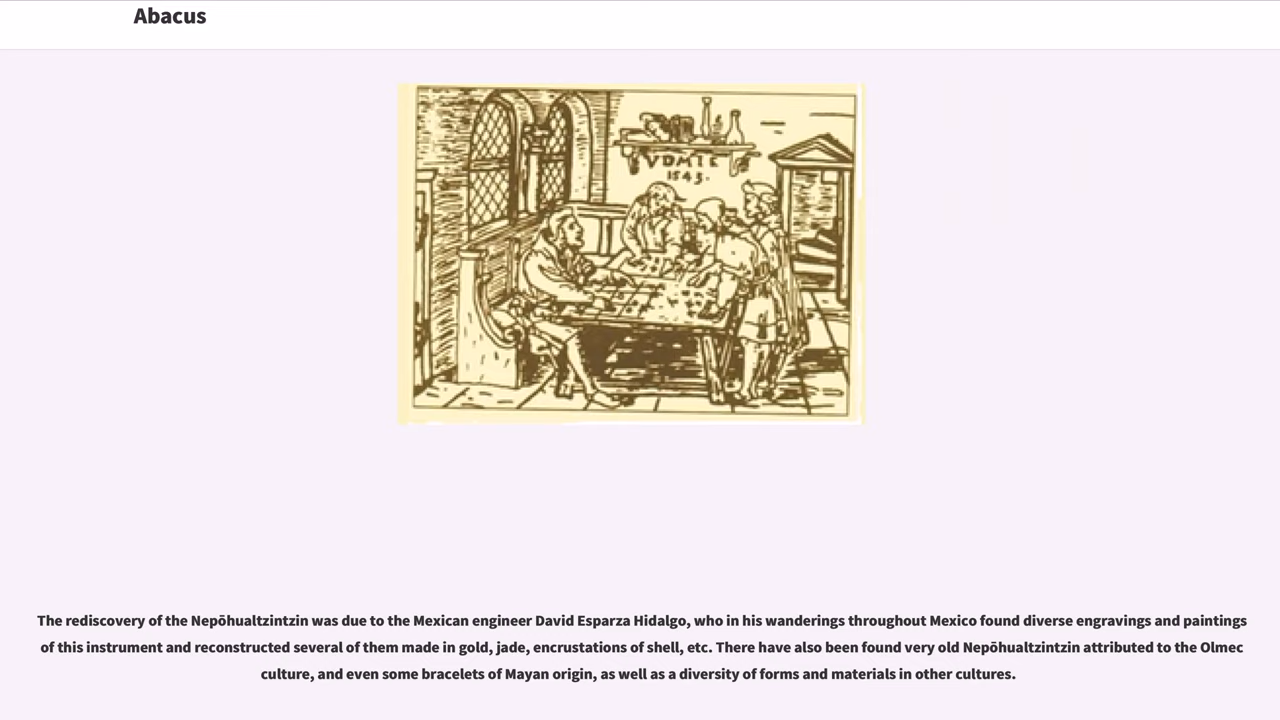 Abacus
VDMIE
1543.
The rediscovery of the Nepōhualtzintzin was due to the Mexican engineer David Esparza Hidalgo, who in his wanderings throughout Mexico found diverse engravings and paintings
of this instrument and reconstructed several of them made in gold, jade, encrustations of shell, etc. There have also been found very old Nepōhualtzintzin attributed to the Olmec
culture, and even some bracelets of Mayan origin, as well as a diversity of forms and materials in other cultures.